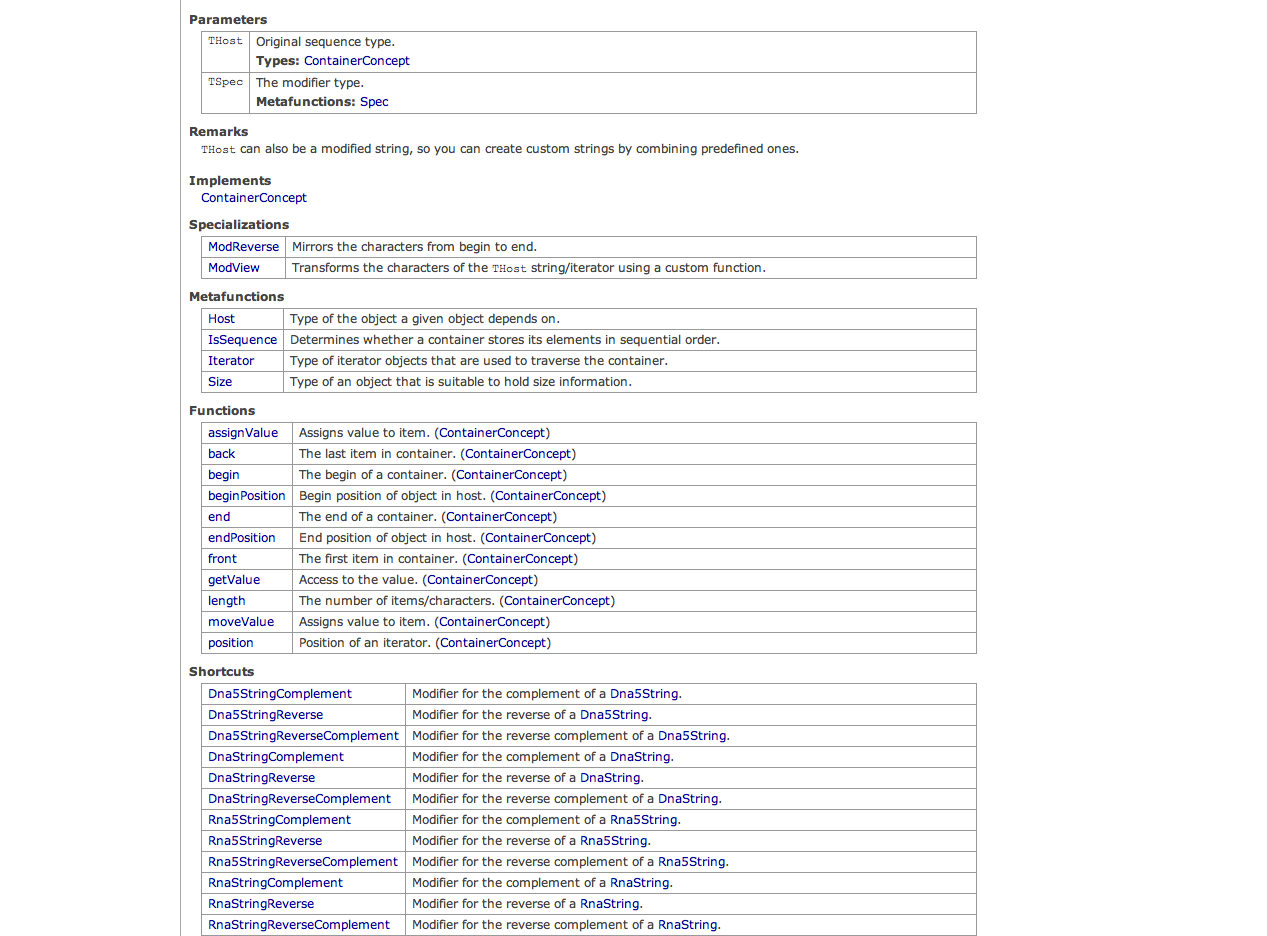 Parameters
THost Original sequence type.
Types: ContainerConcept
TSpec The modifier type.
Metafunctions: Spec
Remarks
THost can also be a modified string, so you can create custom strings by combining predefined ones.
Implements
ContainerConcept
Specializations
ModReverse Mirrors the characters from begin to end.
ModView Transforms the characters of the THost string/iterator using a custom function.
Metafunctions
Host Type of the object a given object depends on.
IsSequence Determines whether a container stores its elements in sequential order.
Iterator Type of iterator objects that are used to traverse the container.
Size Type of an object that is suitable to hold size information.
Functions
assignValue Assigns value to item. (ContainerConcept)
back The last item in container. (ContainerConcept)
begin The begin of a container. (ContainerConcept)
beginPosition Begin position of object in host. (ContainerConcept)
end The end of a container. (ContainerConcept)
endPosition End position of object in host. (ContainerConcept)
front The first item in container. (ContainerConcept)
getValue Access to the value. (ContainerConcept)
length The number of items/characters. (ContainerConcept)
moveValue Assigns value to item. (ContainerConcept)
position Position of an iterator. (ContainerConcept)
Shortcuts
Dna5StringComplement Modifier for the complement of a Dna5String.
Dna5StringReverse Modifier for the reverse of a Dna5String.
Dna5StringReverseComplement Modifier for the reverse complement of a Dna5String.
DnaStringComplement Modifier for the complement of a DnaString.
DnaStringReverse Modifier for the reverse of a DnaString.
DnaStringReverseComplement Modifier for the reverse complement of a DnaString.
Rna5StringComplement Modifier for the complement of a Rna5String.
Rna5StringReverse Modifier for the reverse of a Rna5String.
Rna5StringReverseComplement Modifier for the reverse complement of a Rna5String.
RnaStringComplement Modifier for the complement of a RnaString.
RnaStringReverse Modifier for the reverse of a RnaString.
RnaStringReverseComplement Modifier for the reverse complement of a RnaString.